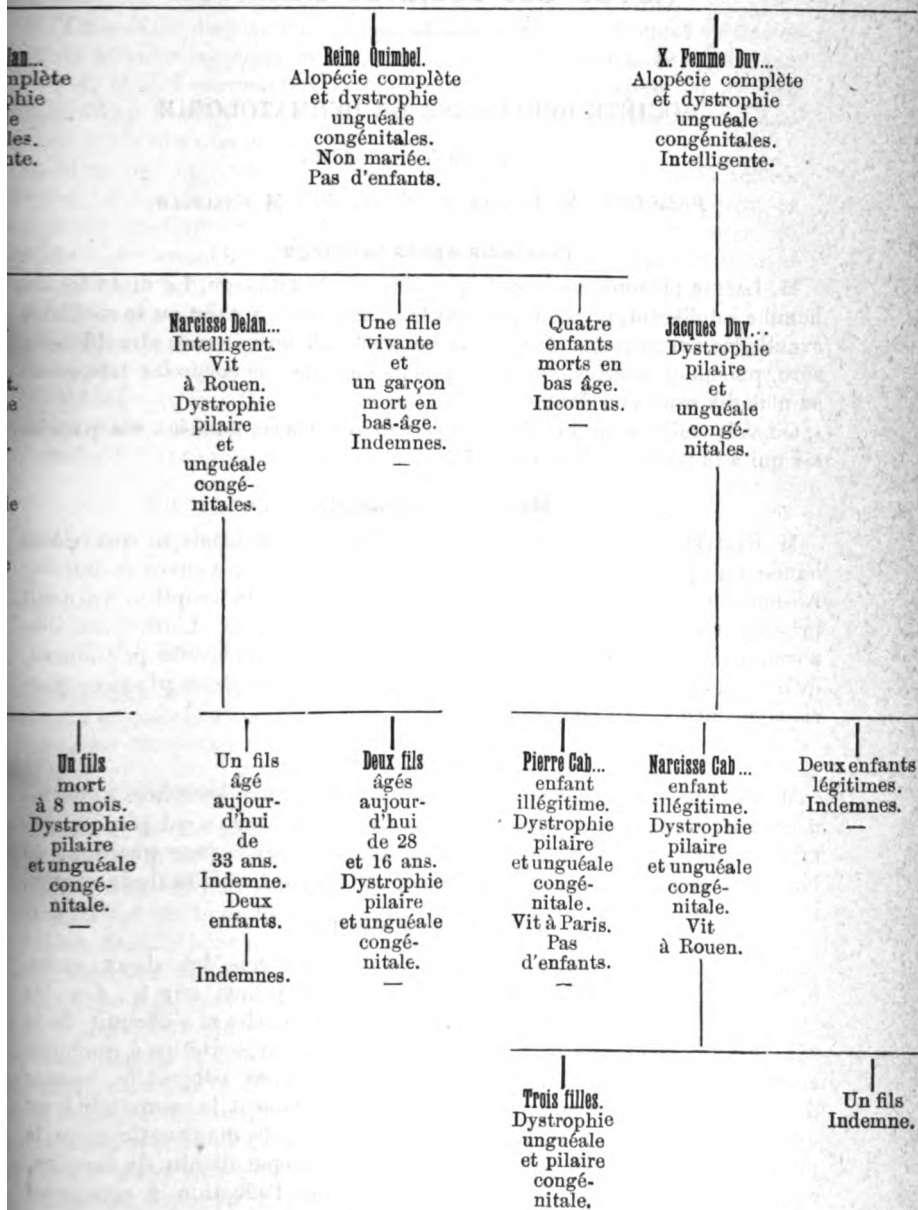 Reine Quimbel.
Alopécie complète
et dystrophie
unguéale
congénitales.
Non mariée.
Pas d'enfants.
X. Femme Duv...
Alopécie complète
et dystrophie
unguéale
congénitales.
Intelligente.
Narcisse Delan...
Intelligent.
Vit
à Rouen.
Dystrophie
pilaire
et
unguéale
congé-
nitales.
Une fille
vivante
et
un garçon
mort en
bas-âge.
Indemnes.
—
Quatre
enfants
morts en
bas âge.
Inconnus.
—
Jacques Duv...
Dystrophie
pilaire
et
unguéale
congé-
nitales.
Un fils
mort
à 8 mois.
Dystrophie
pilaire
et unguéale
congé-
nitale.
—
Un fils
âgé
aujour-
d'hui
de
33 ans.
Indemne.
Deux
enfants.
Indemnes.
Deux fils
âgés
aujour-
d'hui
de 28
et 16 ans.
Dystrophie
pilaire
et unguéale
congé-
nitale.
—
Pierre Cab...
enfant
illégitime.
Dystrophie
pilaire
et unguéale
congé-
nitale.
Vit à Paris.
Pas
d'enfants.
—
Narcisse Cab...
enfant
illégitime.
Dystrophie
pilaire
et unguéale
congé-
nitale.
Vit
à Rouen.
Deux enfants
légitimes.
Indemnes.
—
Trois filles.
Dystrophie
unguéale
et pilaire
congé-
nitale.
Un fils
Indemne.